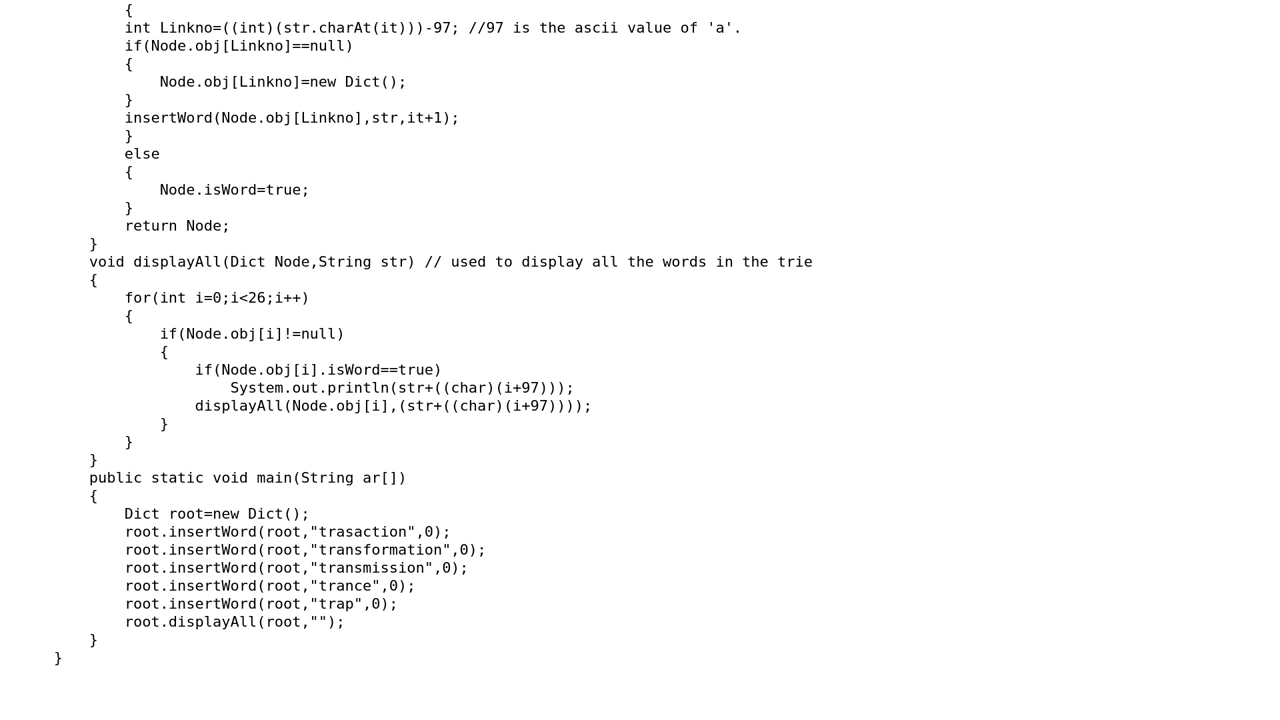 {
int Linkno=((int)(str.charAt(it)))-97; //97 is the ascii value of 'a'.
if(Node.obj[Linkno]==null)
{
Node.obj[Linkno]=new Dict();
}
insertWord(Node.obj[Linkno],str,it+1);
}
else
{
Node.isWord=true;
}
return Node;
}
void displayAll(Dict Node,String str) // used to display all the words in the trie
{
for(int i=0;i<26;i++)
{
if(Node.obj[i]!=null)
{
if(Node.obj[i].isWord==true)
System.out.println(str+((char)(i+97)));
displayAll(Node.obj[i],(str+((char)(i+97))));
}
}
}
public static void main(String ar[])
{
Dict root=new Dict();
root.insertWord(root,"trasaction",0);
root.insertWord(root,"transformation",0);
root.insertWord(root,"transmission",0);
root.insertWord(root,"trance",0);
root.insertWord(root,"trap",0);
root.displayAll(root,"");
}
}